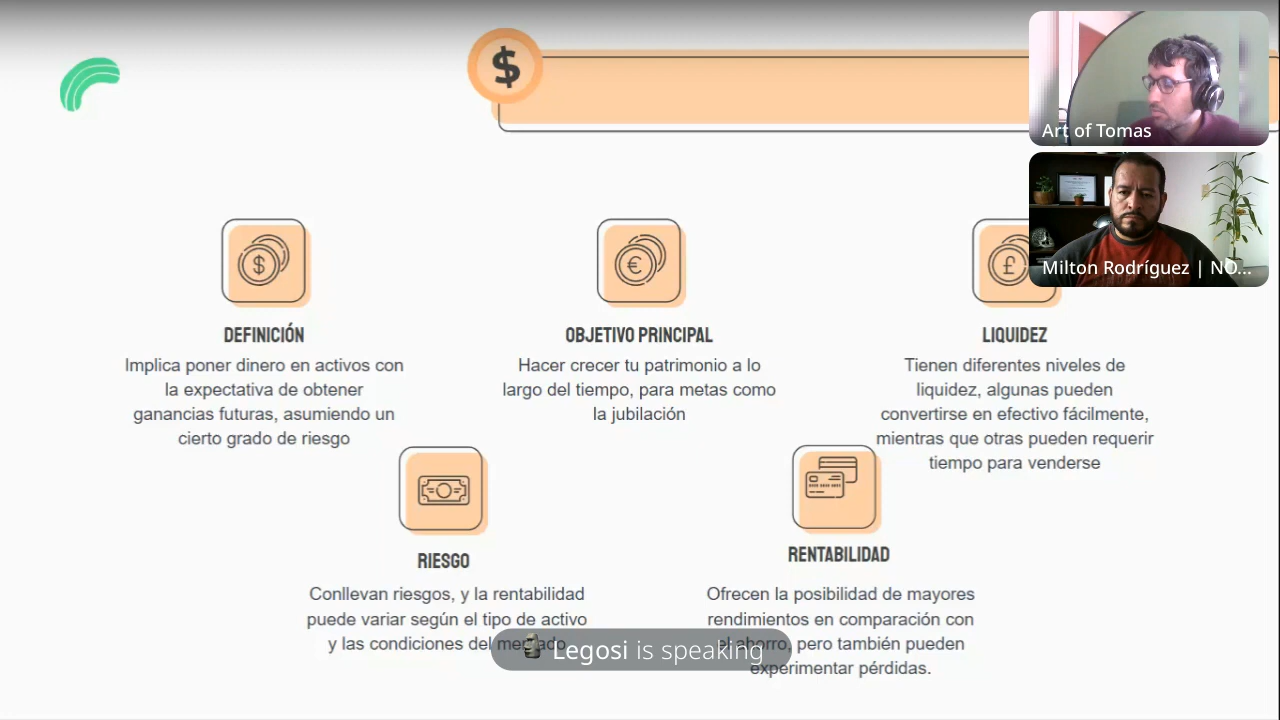 $
Art of Tomas
Milton Rodríguez | NO...
$
€
£
DEFINICIÓN
Implica poner dinero en activos con
la expectativa de obtener
ganancias futuras, asumiendo un
cierto grado de riesgo
OBJETIVO PRINCIPAL
Hacer crecer tu patrimonio a lo
largo del tiempo, para metas como
la jubilación
LIQUIDEZ
Tienen diferentes niveles de
liquidez, algunas pueden
convertirse en efectivo fácilmente,
mientras que otras pueden requerir
tiempo para venderse
RIESGO
Conllevan riesgos, y la rentabilidad
puede variar según el tipo de activo
y las condiciones del mercado
RENTABILIDAD
Ofrecen la posibilidad de mayores
rendimientos en comparación con
el ahorro, pero también pueden
experimentar pérdidas.
Legosi is speaking